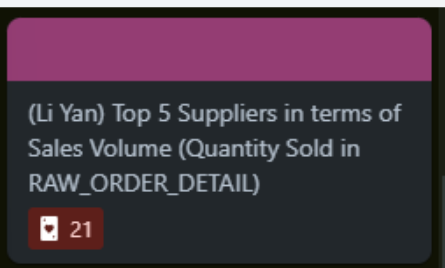 (Li Yan) Top 5 Suppliers in terms of
Sales Volume (Quantity Sold in
RAW_ORDER_DETAIL)
21